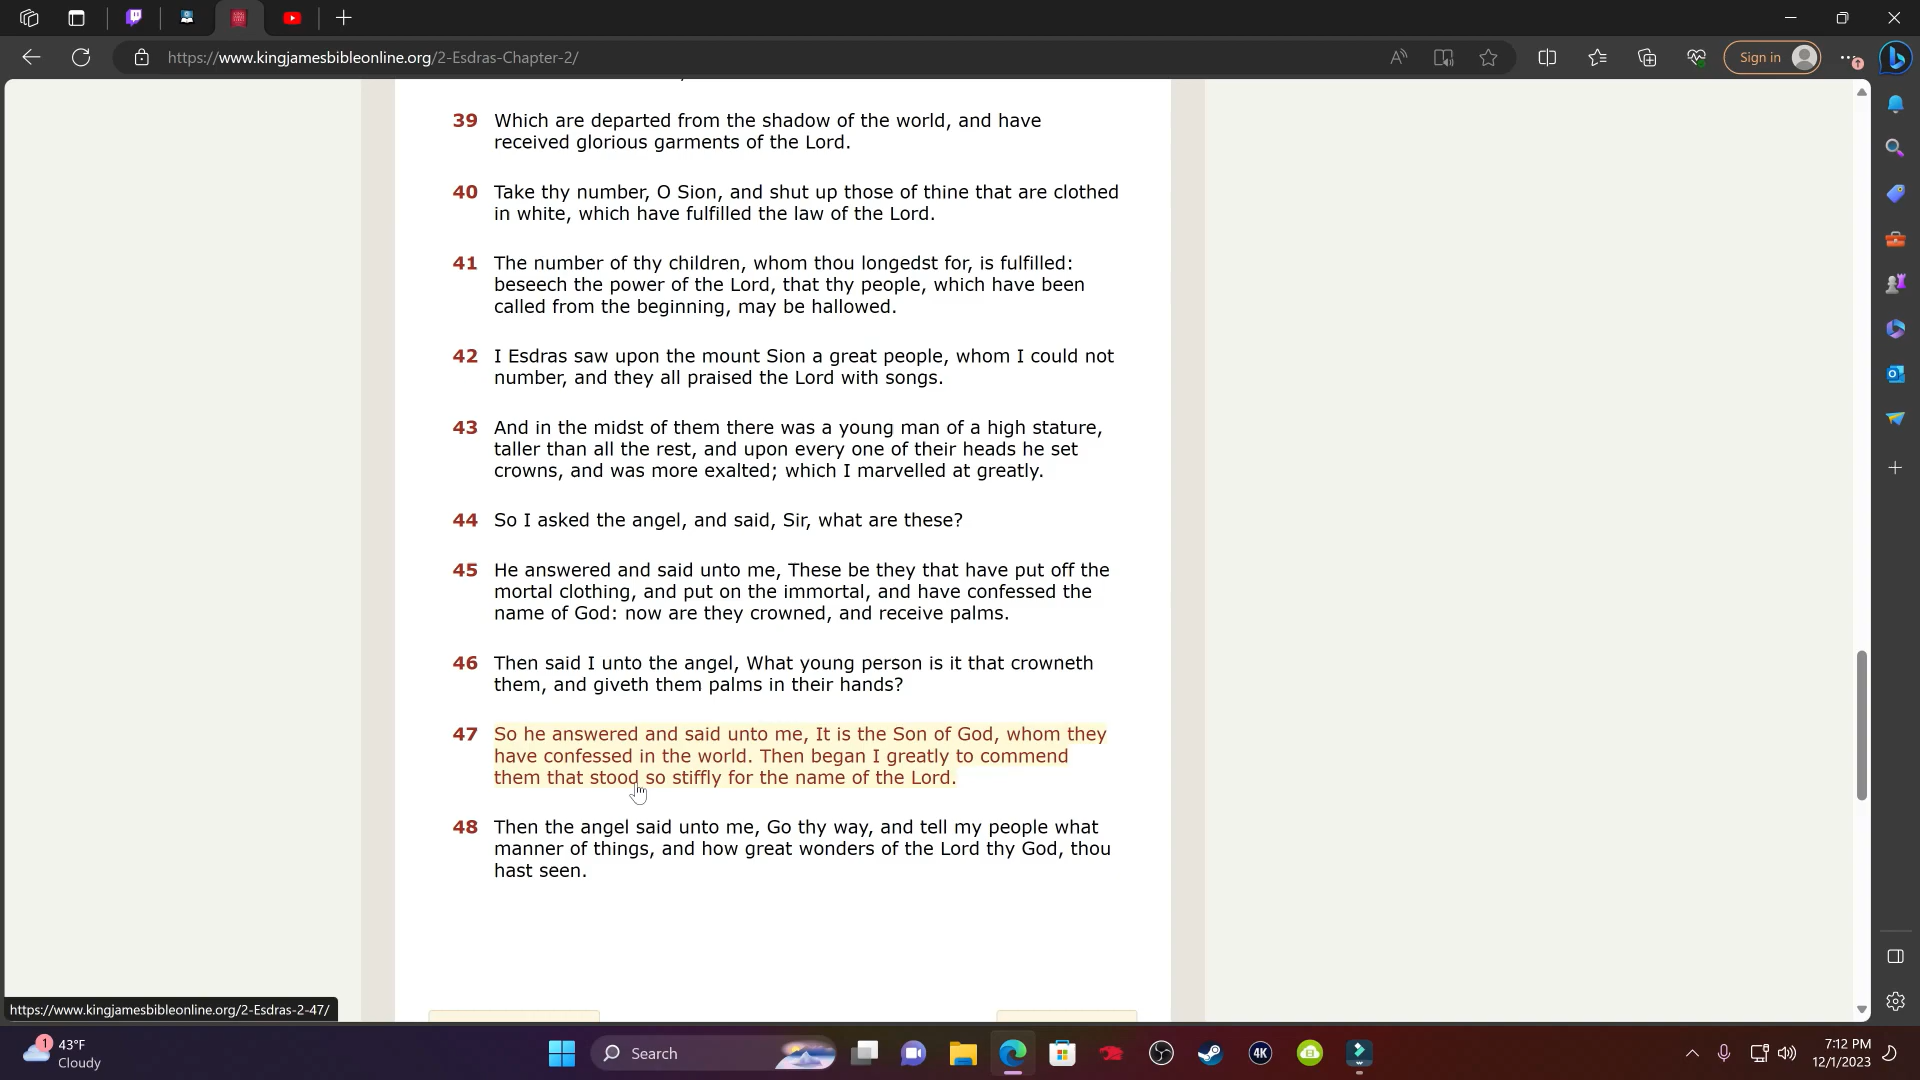 https://www.kingjamesbibleonline.org/2-Esdras-Chapter-2/
Sign in
39 Which are departed from the shadow of the world, and have
received glorious garments of the Lord.
40 Take thy number, O Sion, and shut up those of thine that are clothed
in white, which have fulfilled the law of the Lord.
41 The number of thy children, whom thou longedst for, is fulfilled:
beseech the power of the Lord, that thy people, which have been
called from the beginning, may be hallowed.
42 I Esdras saw upon the mount Sion a great people, whom I could not
number, and they all praised the Lord with songs.
43 And in the midst of them there was a young man of a high stature,
taller than all the rest, and upon every one of their heads he set
crowns, and was more exalted; which I marvelled at greatly.
44 So I asked the angel, and said, Sir, what are these?
45 He answered and said unto me, These be they that have put off the
mortal clothing, and put on the immortal, and have confessed the
name of God: now are they crowned, and receive palms.
46 Then said I unto the angel, What young person is it that crowneth
them, and giveth them palms in their hands?
47 So he answered and said unto me, It is the Son of God, whom they
have confessed in the world. Then began I greatly to commend
them that stood so stiffly for the name of the Lord.
48 Then the angel said unto me, Go thy way, and tell my people what
manner of things, and how great wonders of the Lord thy God, thou
hast seen.
https://www.kingjamesbibleonline.org/2-Esdras-2-47/
1
43°F
Cloudy
Search
4K
7:12 PM
12/1/2023